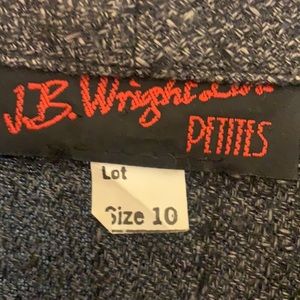 J.B. Wright
PETITES
Lot
Size 10